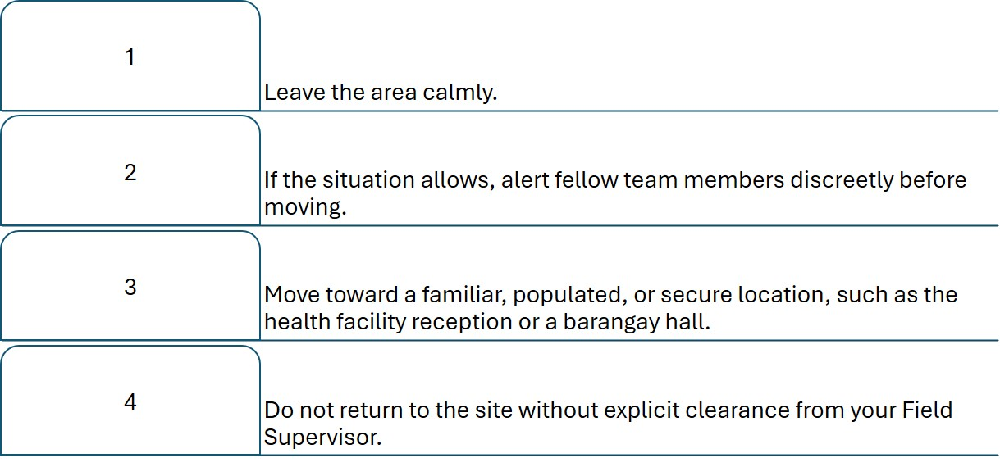 1
Leave the area calmly.
2
If the situation allows, alert fellow team members discreetly before
moving.
3
Move toward a familiar, populated, or secure location, such as the
health facility reception or a barangay hall.
4
Do not return to the site without explicit clearance from your Field
Supervisor.